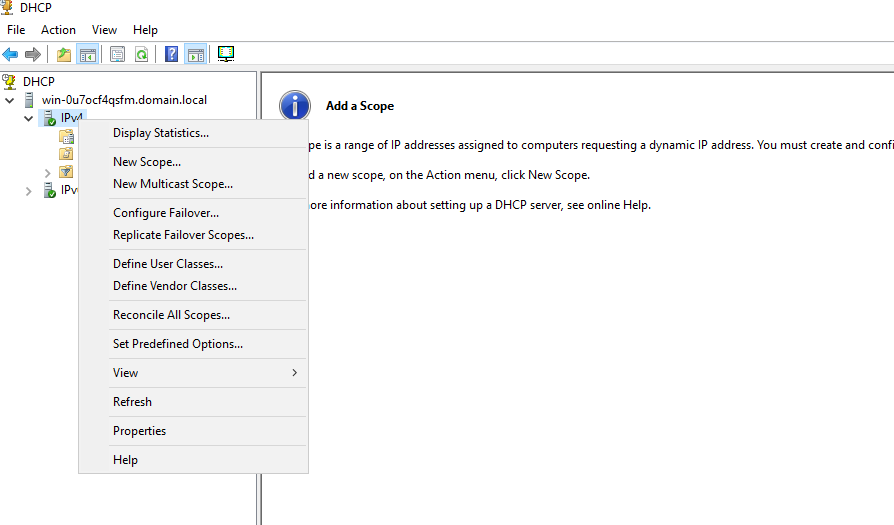 DHCP
File Action View Help
DHCP
win-0u7ocf4qsfm.domain.local
IPv4
IPv
Display Statistics...
New Scope...
New Multicast Scope...
Configure Failover...
Replicate Failover Scopes...
Define User Classes...
Define Vendor Classes...
Reconcile All Scopes...
Set Predefined Options...
View
Refresh
Properties
Help
Add a Scope
pe is a range of IP addresses assigned to computers requesting a dynamic IP address. You must create and confi
d a new scope, on the Action menu, click New Scope.
ore information about setting up a DHCP server, see online Help.